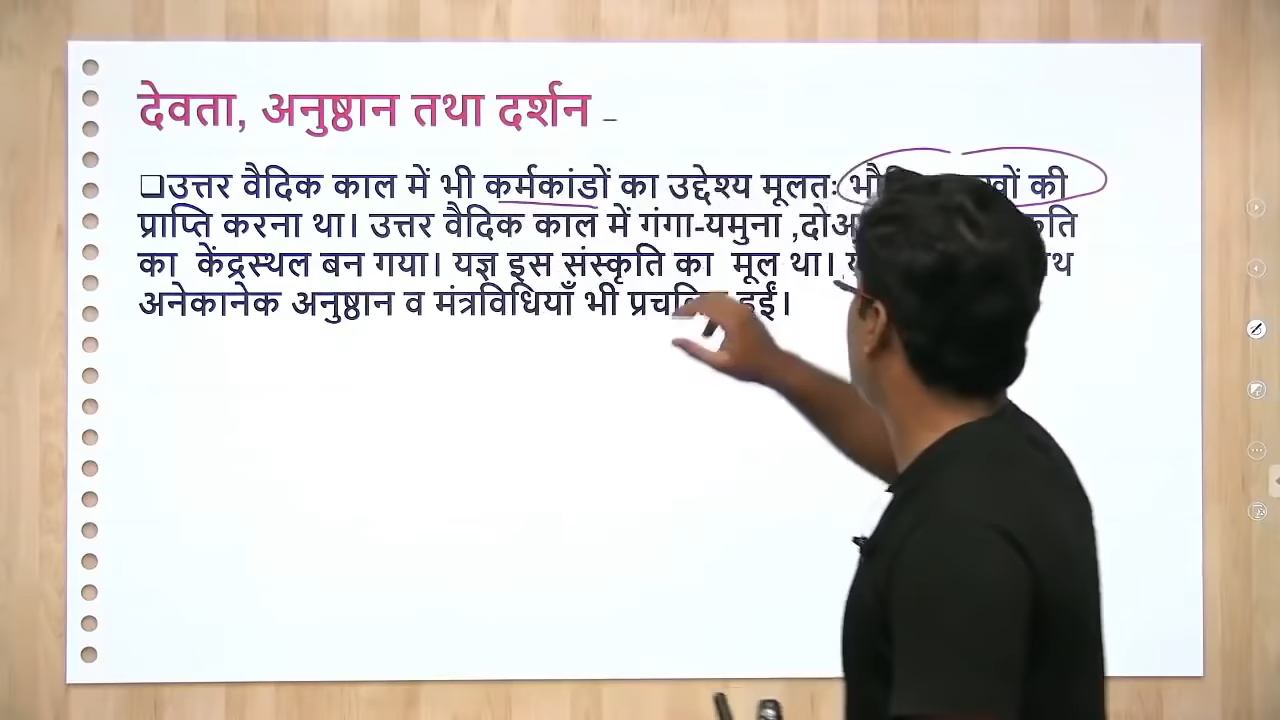 देवता, अनुष्ठान तथा दर्शन –
❑उत्तर वैदिक काल में भी कर्मकांडों का उद्देश्य मूलतः की
प्राप्ति करना था। उत्तर वैदिक काल में गंगा-यमुना
का केंद्रस्थल बन गया। यज्ञ इस संस्कृति का मूल था।
अनेकानेक अनुष्ठान व मंत्रविधियाँ भी हुईं।